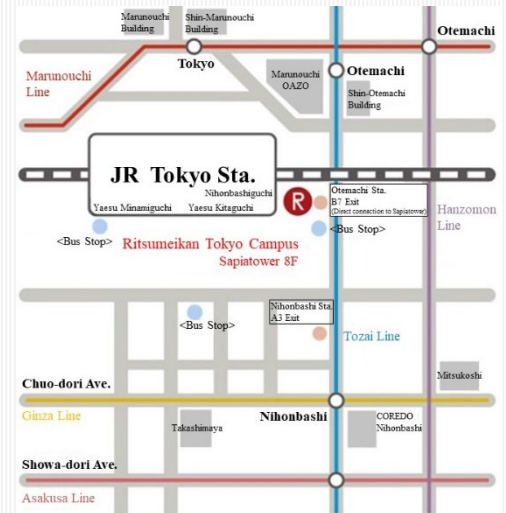 Marunouchi
Building
Shin-Marunouchi
Building
Otemachi
Tokyo
Marunouchi
Line
Marunouchi
OAZO
Otemachi
Shin-Otemachi
Building
JR Tokyo Sta.
Nihonbashiguchi
Yaesu Minamiguchi
Yaesu Kitaguchi
R
Otemachi Sta.
B7 Exit
(Direct connection to Sapiatower)
Hanzomon
Line
<Bus Stop>
Ritsumeikan Tokyo Campus
Sapiatower 8F
<Bus Stop>
Nihonbashi Sta.
A3 Exit
<Bus Stop>
Tozai Line
Mitsukoshi
Chuo-dori Ave.
Ginza Line
Takashimaya
Nihonbashi
COREDO
Nihonbashi
Showa-dori Ave.
Asakusa Line